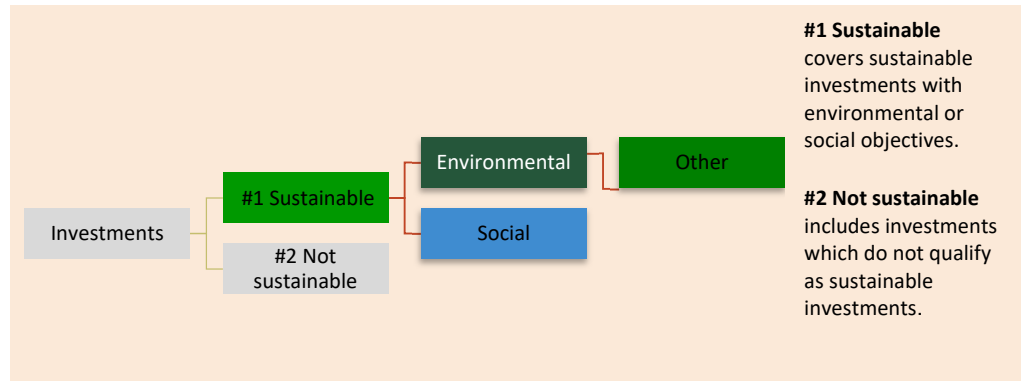 Investments
#1 Sustainable
#2 Not
sustainable
Environmental
Social
Other
#1 Sustainable
covers sustainable
investments with
environmental or
social objectives.
#2 Not sustainable
includes investments
which do not qualify
as sustainable
investments.